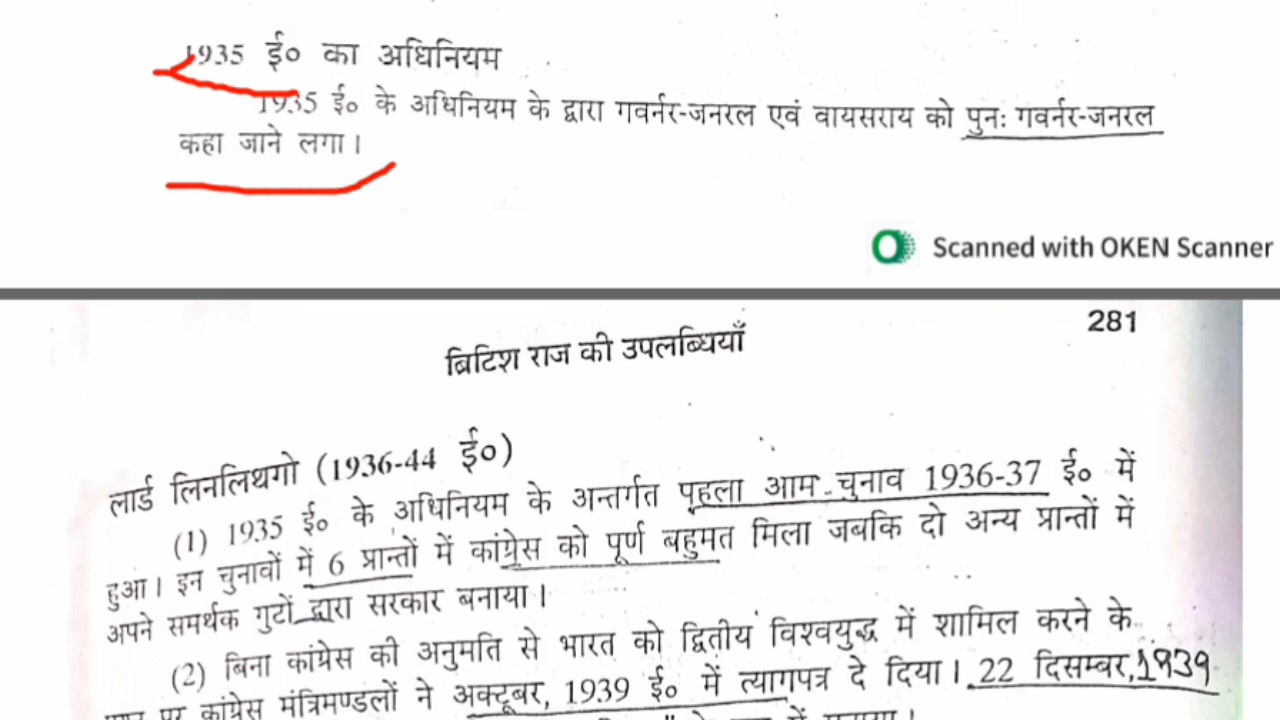 1935 ई० का अधिनियम
1935 ई० के अधिनियम के द्वारा गवर्नर-जनरल एवं वायसराय को पुनः गवर्नर-जनरल
कहा जाने लगा।
Scanned with OKEN Scanner
281
ब्रिटिश राज की उपलब्धियाँ
लार्ड लिनलिथगो (1936-44 ई०)
(1) 1935 ई० के अधिनियम के अन्तर्गत पहला आम चुनाव 1936-37 ई० में
हुआ। इन चुनावों में 6 प्रान्तों में कांग्रेस को पूर्ण बहुमत मिला जबकि दो अन्य प्रान्तों में
अपने समर्थक गुटों द्वारा सरकार बनाया।
(2) बिना कांग्रेस की अनुमति से भारत को द्वितीय विश्वयुद्ध में शामिल करने के
पर कांग्रेस मंत्रिमण्डलों ने अक्टूबर, 1939 ई० में त्यागपत्र दे दिया। 22 दिसम्बर, 1939